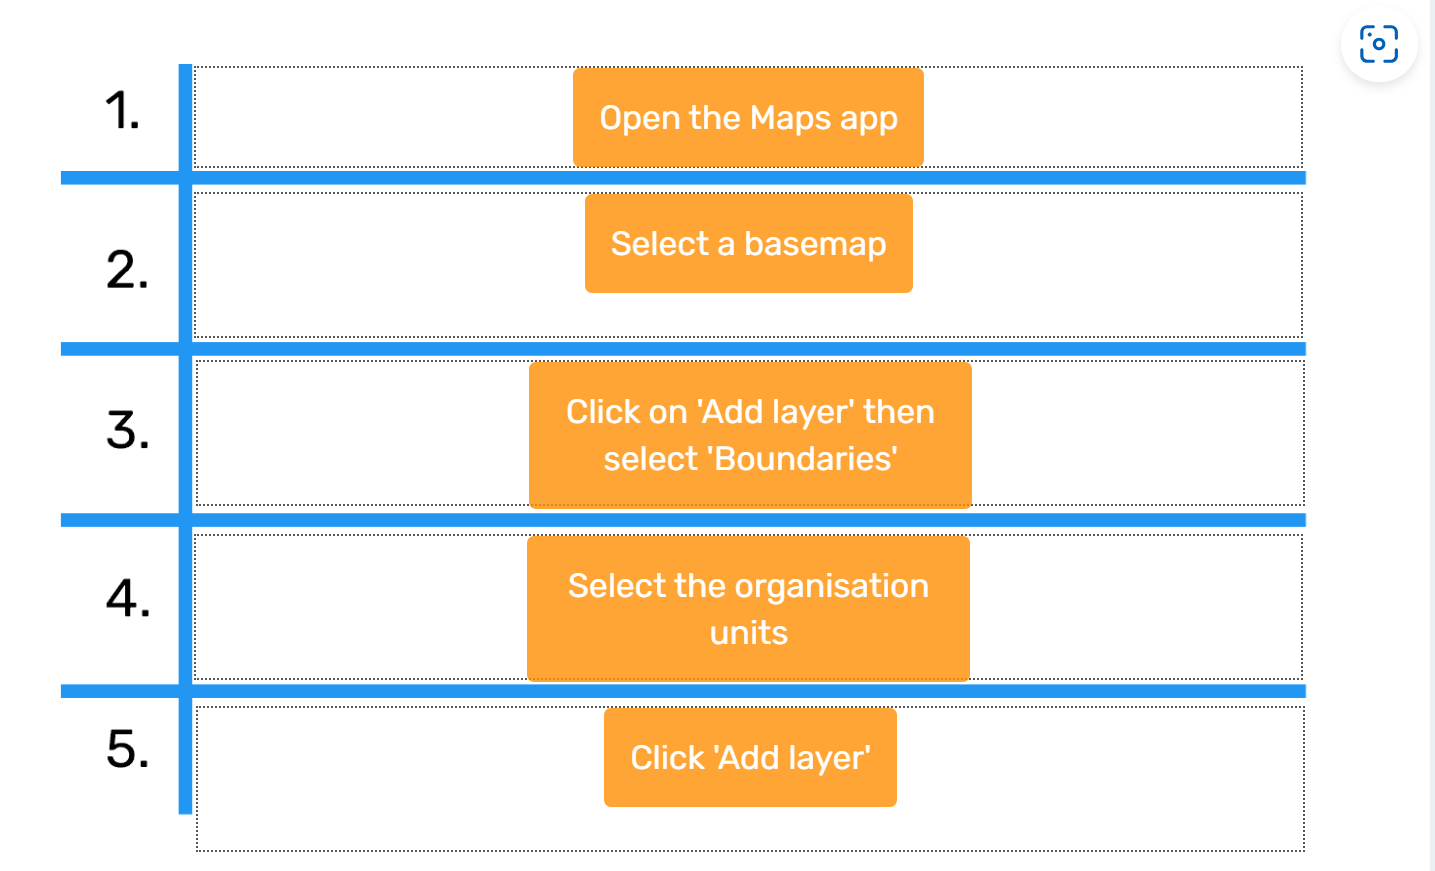 1.
Open the Maps app
2.
Select a basemap
3.
Click on 'Add layer' then
select 'Boundaries'
4.
Select the organisation
units
5.
Click 'Add layer'